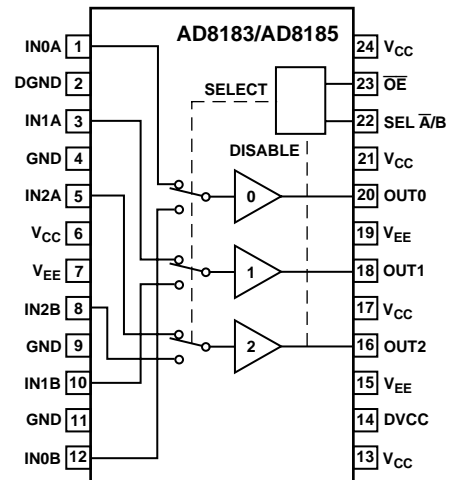 AD8183/AD8185
IN0A 1
DGND 2
IN1A 3
GND 4
IN2A 5
VCC 6
VEE 7
IN2B 8
GND 9
IN1B 10
GND 11
IN0B 12
SELECT
DISABLE
0
1
2
24 VCC
23 OE
22 SEL A/B
21 VCC
20 OUT0
19 VEE
18 OUT1
17 VCC
16 OUT2
15 VEE
14 DVCC
13 VCC